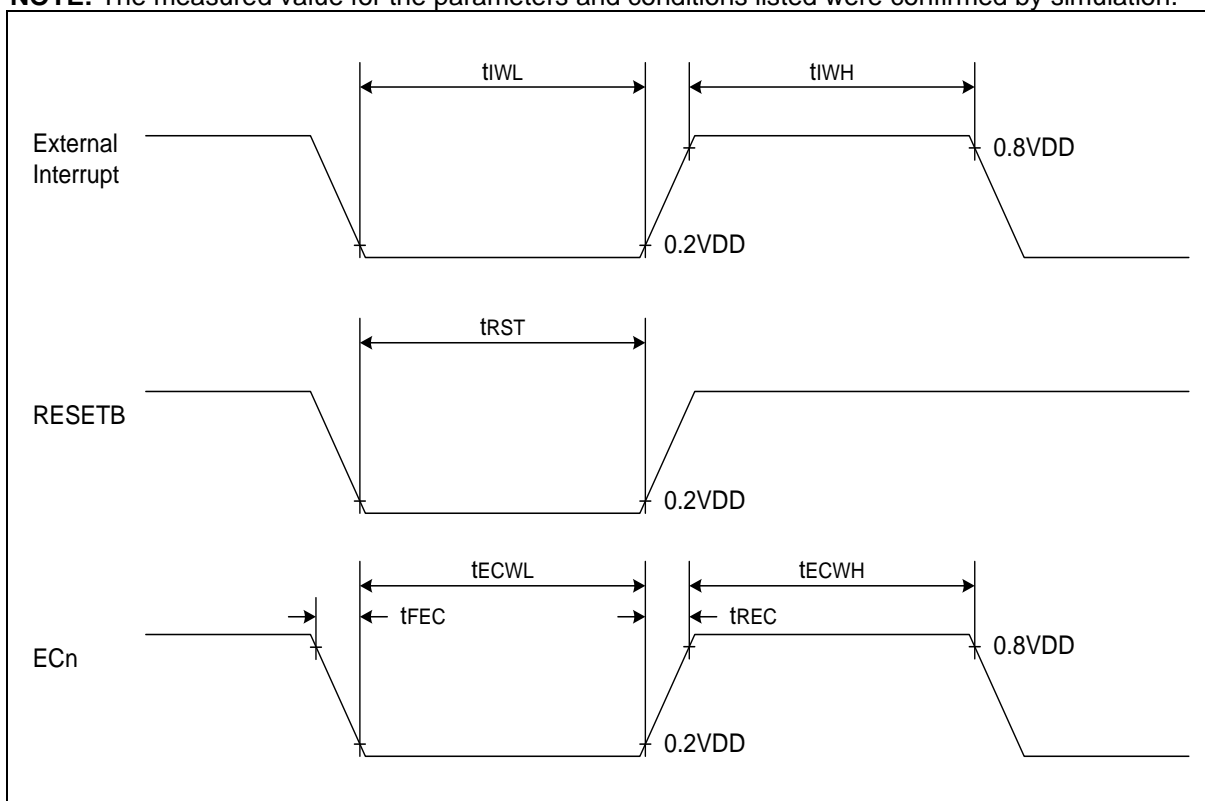 NOTE: The measured value for the parameters and conditions listed were confirmed by simulation.
tIWL
tIWH
External
Interrupt
0.8VDD
0.2VDD
tRST
RESETB
0.2VDD
tECWL
tECWH
tFEC
tREC
ECn
0.8VDD
0.2VDD